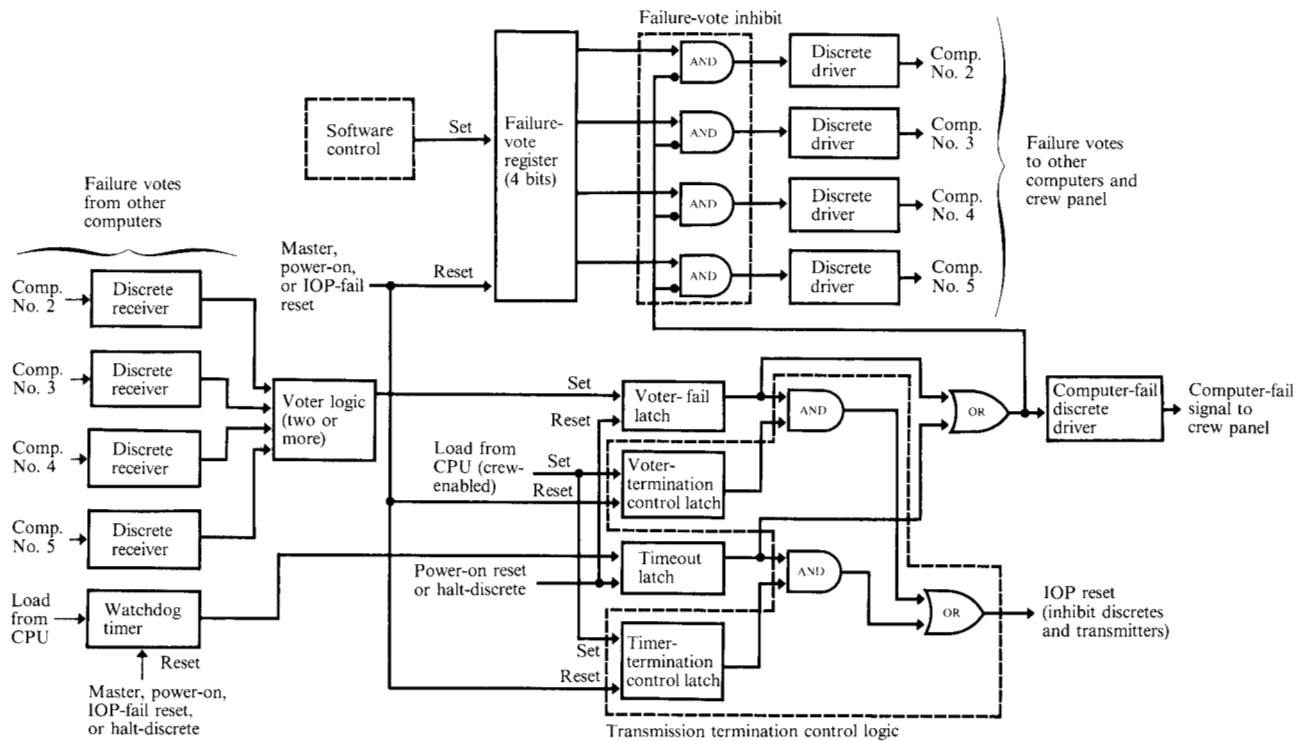 Failure-vote inhibit
AND
Discrete
driver
Comp.
No. 2
Software
control
Set
Failure-
vote
register
(4 bits)
AND
Discrete
driver
Comp.
No. 3
Failure votes
to other
computers and
crew panel
AND
Discrete
driver
Comp.
No. 4
AND
Discrete
driver
Comp.
No. 5
Failure votes
from other
computers
Master,
power-on,
or IOP-fail
reset
Reset
Comp.
No. 2
Discrete
receiver
Comp.
No. 3
Discrete
receiver
Comp.
No. 4
Discrete
receiver
Comp.
No. 5
Discrete
receiver
Voter logic
(two or
more)
Set
Reset
Voter-fail
latch
AND
OR
Computer-fail
discrete
driver
Computer-fail
signal to
crew panel
Load from
CPU (crew-
enabled)
Set
Reset
Voter-
termination
control latch
Power-on reset
or halt-discrete
Timeout
latch
AND
OR
IOP reset
(inhibit discretes
and transmitters)
Load
from
CPU
Watchdog
timer
Reset
Master, power-on,
IOP-fail reset,
or halt-discrete
Set
Reset
Timer-
termination
control latch
Transmission termination control logic